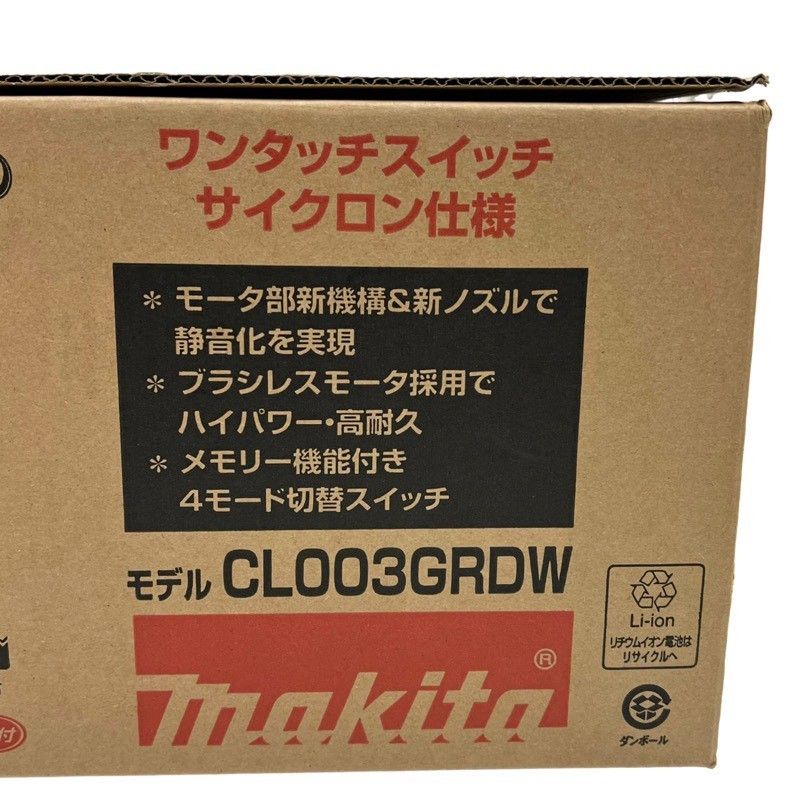 ワンタッチスイッチ
サイクロン仕様
* モータ部新機構&新ノズルで
静音化を実現
* ブラシレスモータ採用で
ハイパワー・高耐久
* メモリー機能付き
4モード切替スイッチ
モデル CL003GRDW
makita®
Li-ion
リチウムイオン電池は
リサイクルへ
ダンボール
付